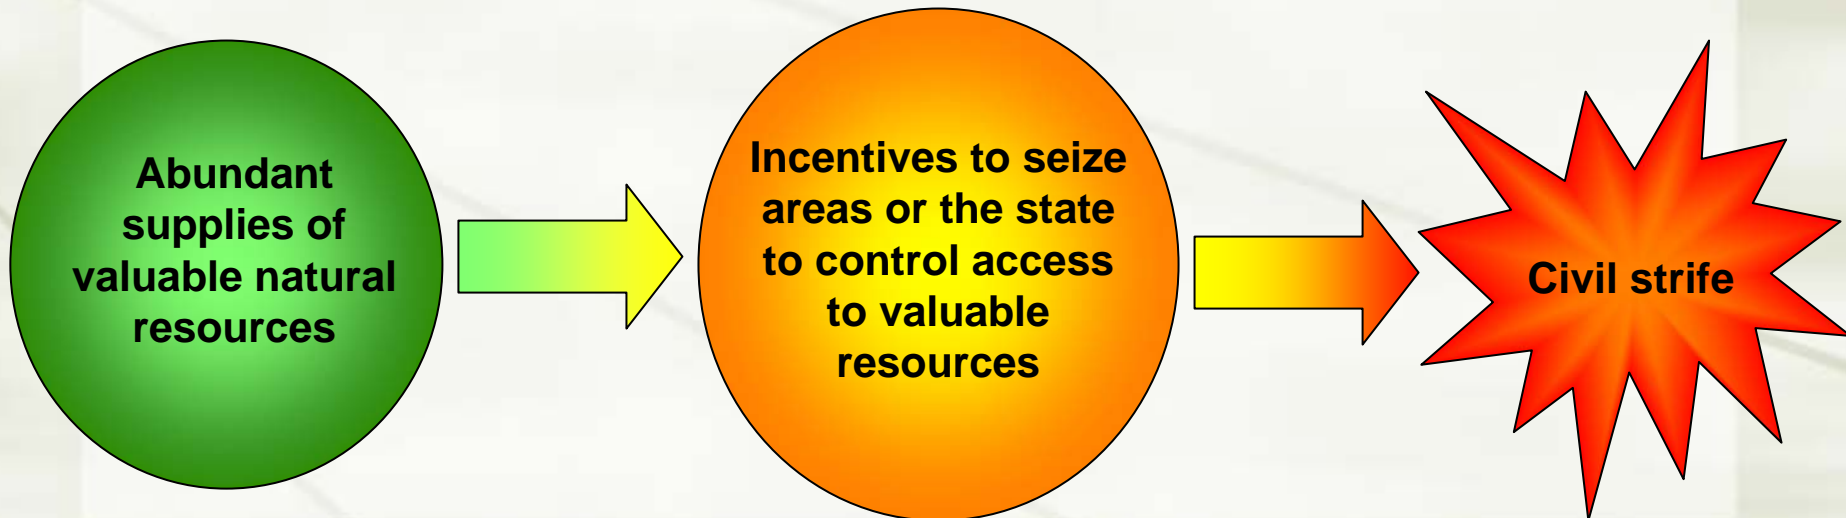 Abundant
supplies of
valuable natural
resources
Incentives to seize
areas or the state
to control access
to valuable
resources
Civil strife